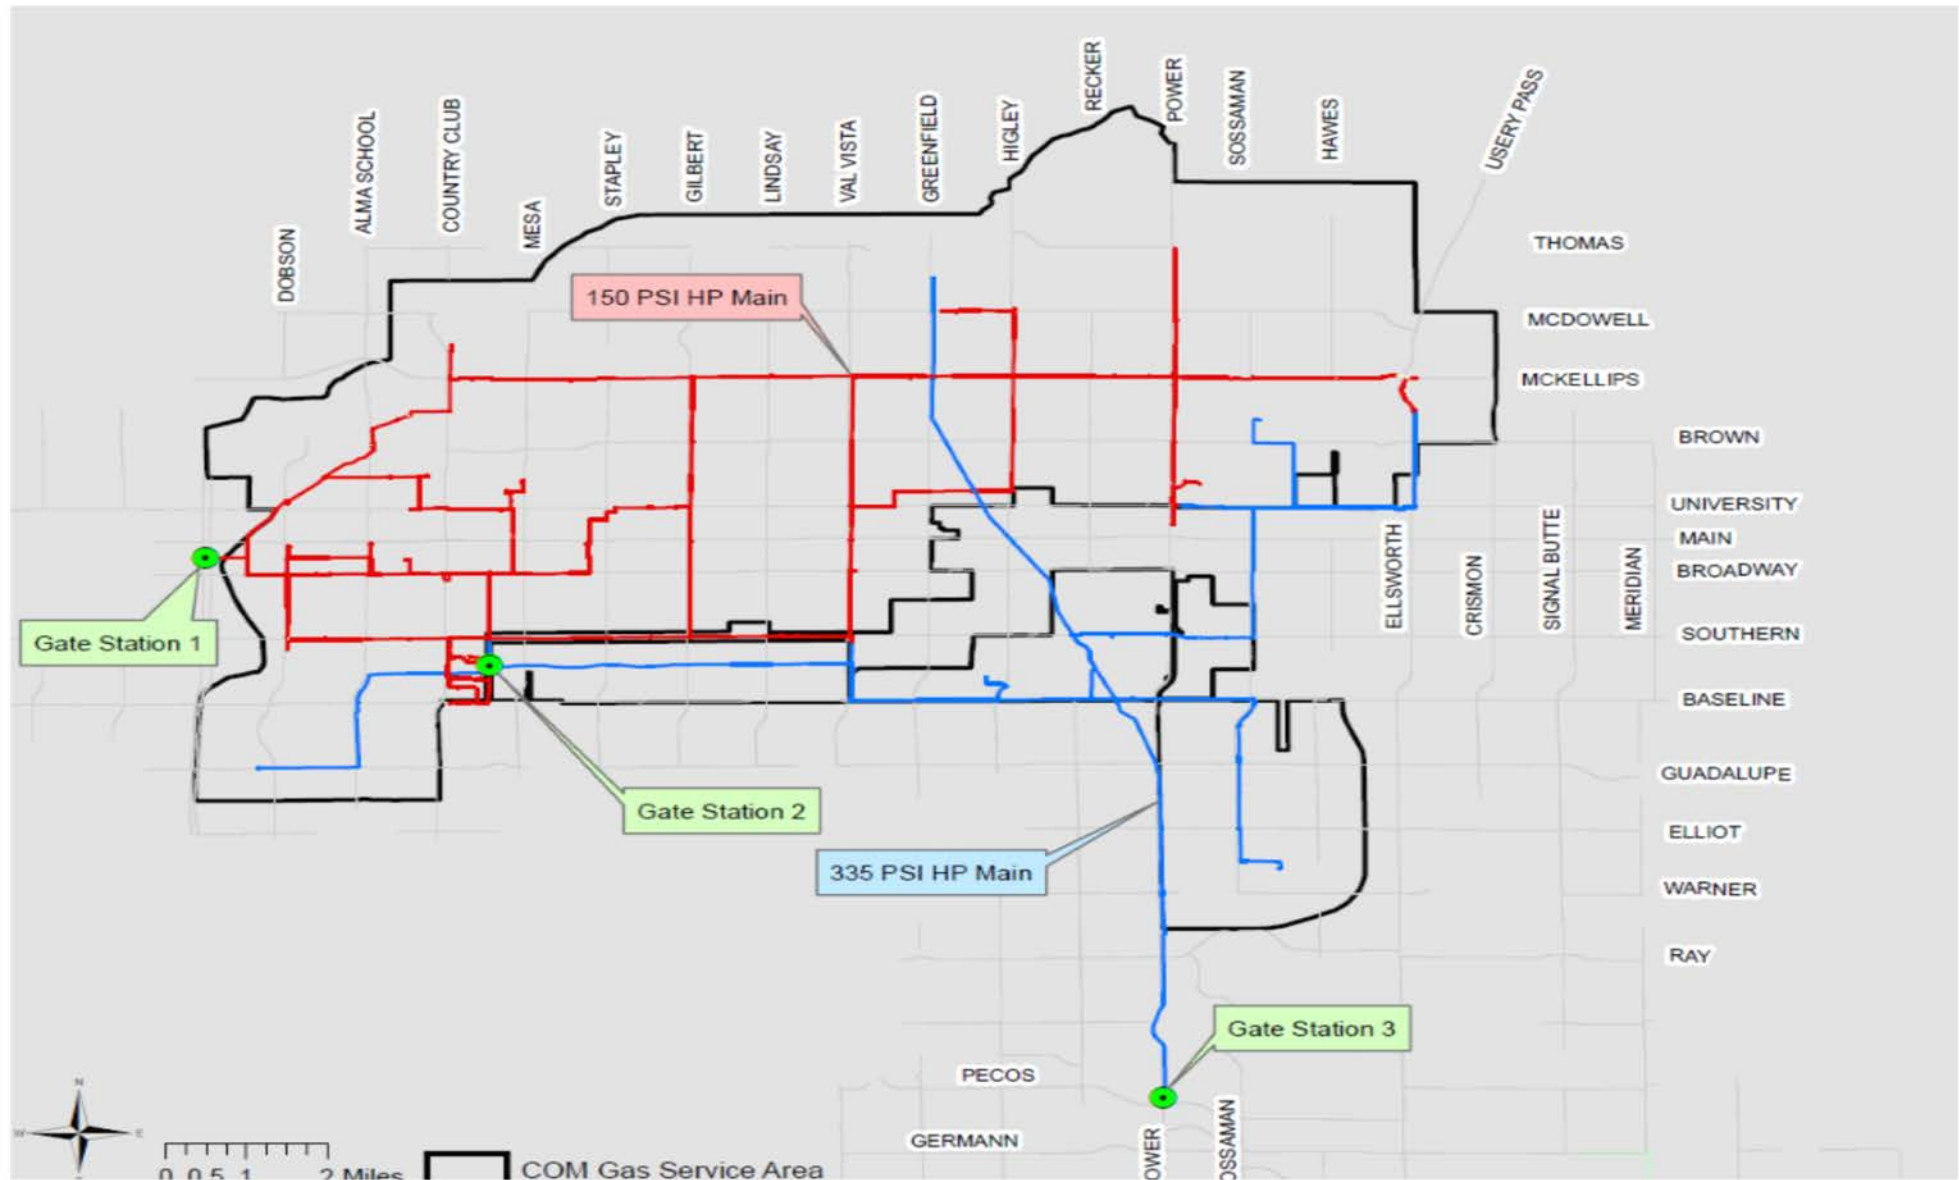 RECKER
POWER
SOSSAMAN
HAWES
USERY PASS
GREENFIELD
HIGLEY
ALMA SCHOOL
COUNTRY CLUB
STAPLEY
GILBERT
LINDSAY
VAL VISTA
MESA
DOBSON
THOMAS
150 PSI HP Main
MCDOWELL
MCKELLIPS
BROWN
UNIVERSITY
MAIN
BROADWAY
ELLSWORTH
CRISMON
SIGNAL BUTTE
MERIDIAN
Gate Station 1
SOUTHERN
BASELINE
GUADALUPE
Gate Station 2
ELLIOT
335 PSI HP Main
WARNER
RAY
Gate Station 3
PECOS
N
W E
GERMANN
OWER
OSSAMAN
0 0.5 1 2 Miles
COM Gas Service Area